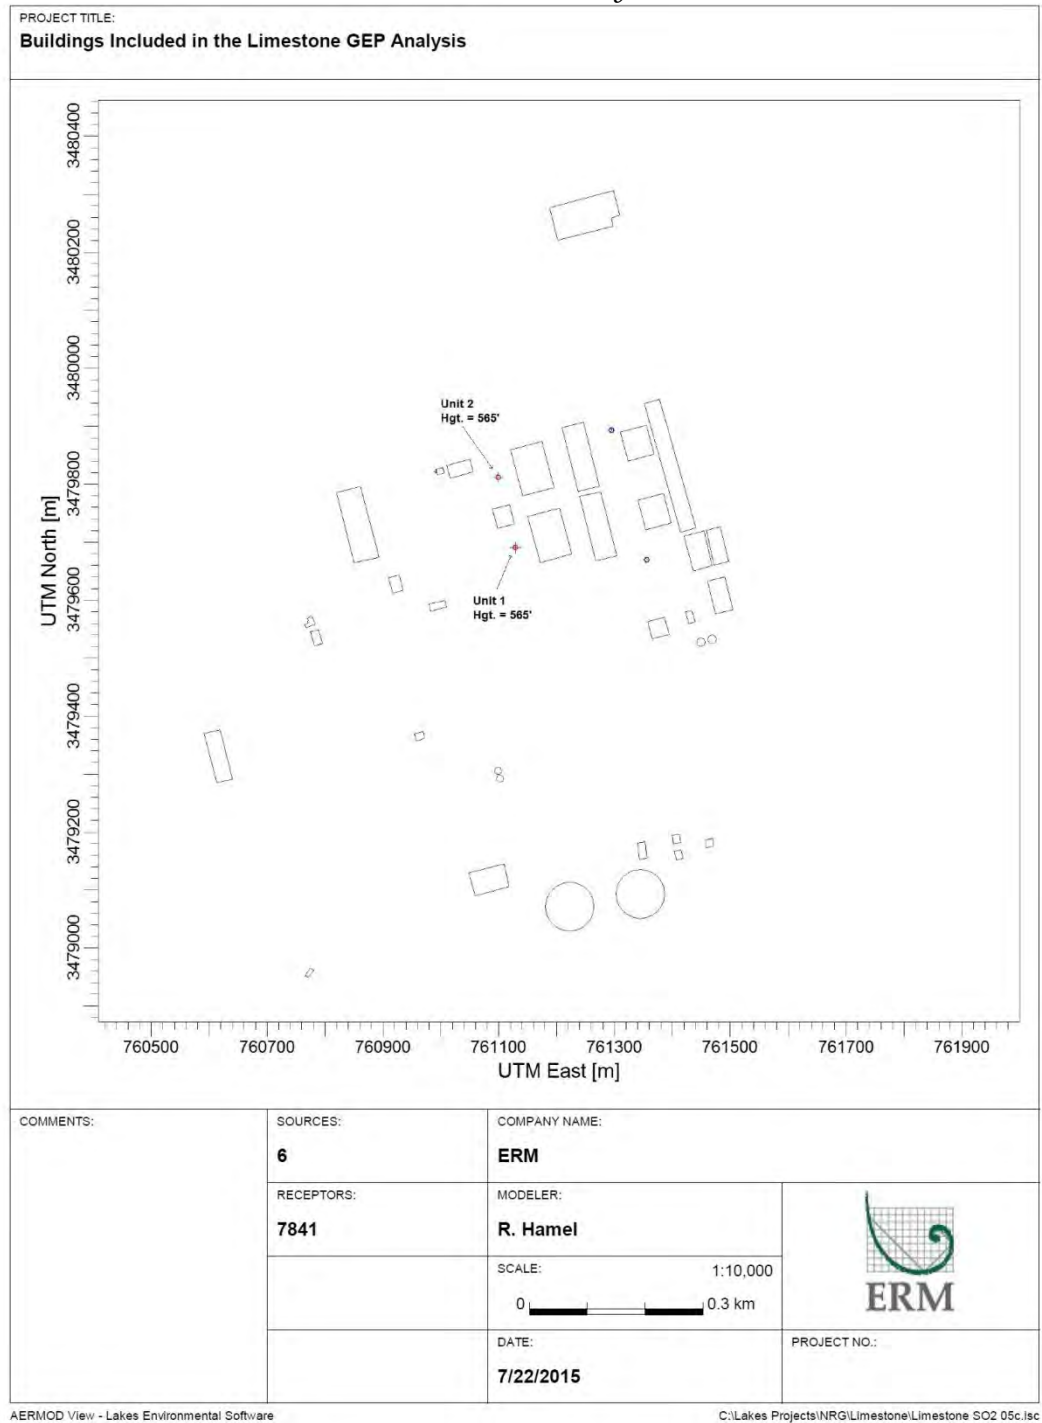 PROJECT TITLE:
Buildings Included in the Limestone GEP Analysis
3480400
3480200
3480000
3479800
3479600
3479400
3479200
3479000
UTM North [m]
Unit 2
Hgt. = 565'
Unit 1
Hgt. = 565'
760500 760700 760900 761100 761300 761500 761700 761900
UTM East [m]
COMMENTS:
SOURCES:
6
COMPANY NAME:
ERM
RECEPTORS:
7841
MODELER:
R. Hamel
SCALE: 1:10,000
0 0.3 km
ERM
DATE:
7/22/2015
PROJECT NO.:
AERMOD View - Lakes Environmental Software
C:\Lakes Projects\NRG\Limestone\Limestone SO2 05c.isc